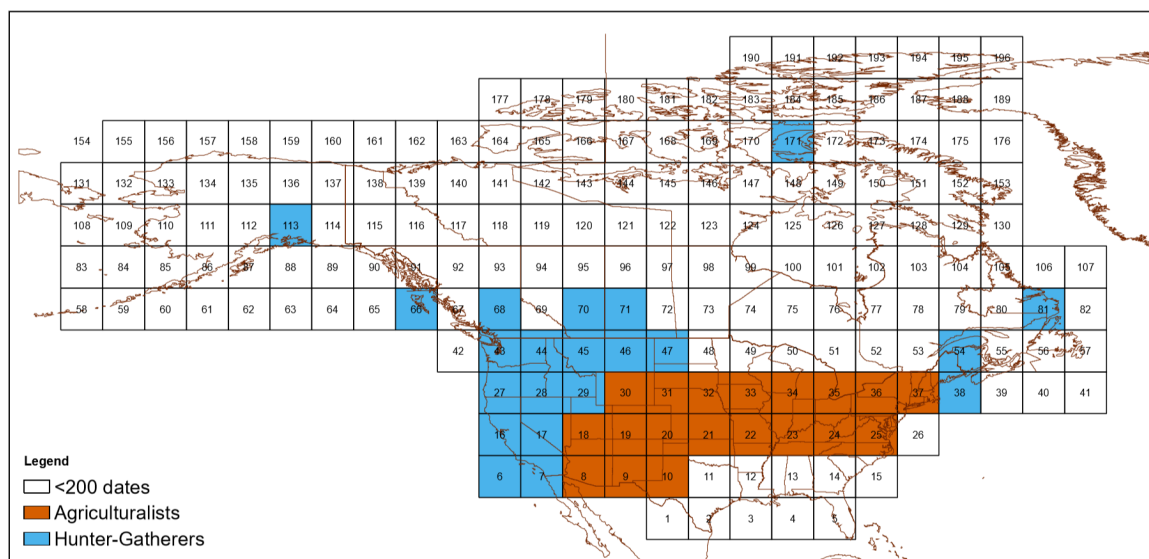 190 191 192 193 194 195 196
177 178 179 180 181 182 183 184 185 186 187 188 189
154 155 156 157 158 159 160 161 162 163 164 165 166 167 168 169 170 171 172 173 174 175 176
131 132 133 134 135 136 137 138 139 140 141 142 143 144 145 146 147 148 149 150 151 152 153
108 109 110 111 112 113 114 115 116 117 118 119 120 121 122 123 124 125 126 127 128 129 130
83 84 85 86 87 88 89 90 91 92 93 94 95 96 97 98 99 100 101 102 103 104 105 106 107
58 59 60 61 62 63 64 65 66 67 68 69 70 71 72 73 74 75 76 77 78 79 80 81 82
42 43 44 45 46 47 48 49 50 51 52 53 54 55 56 57
27 28 29 30 31 32 33 34 35 36 37 38 39 40 41
16 17 18 19 20 21 22 23 24 25 26
6 7 8 9 10 11 12 13 14 15
1 2 3 4 5
Legend
<200 dates
Agriculturalists
Hunter-Gatherers